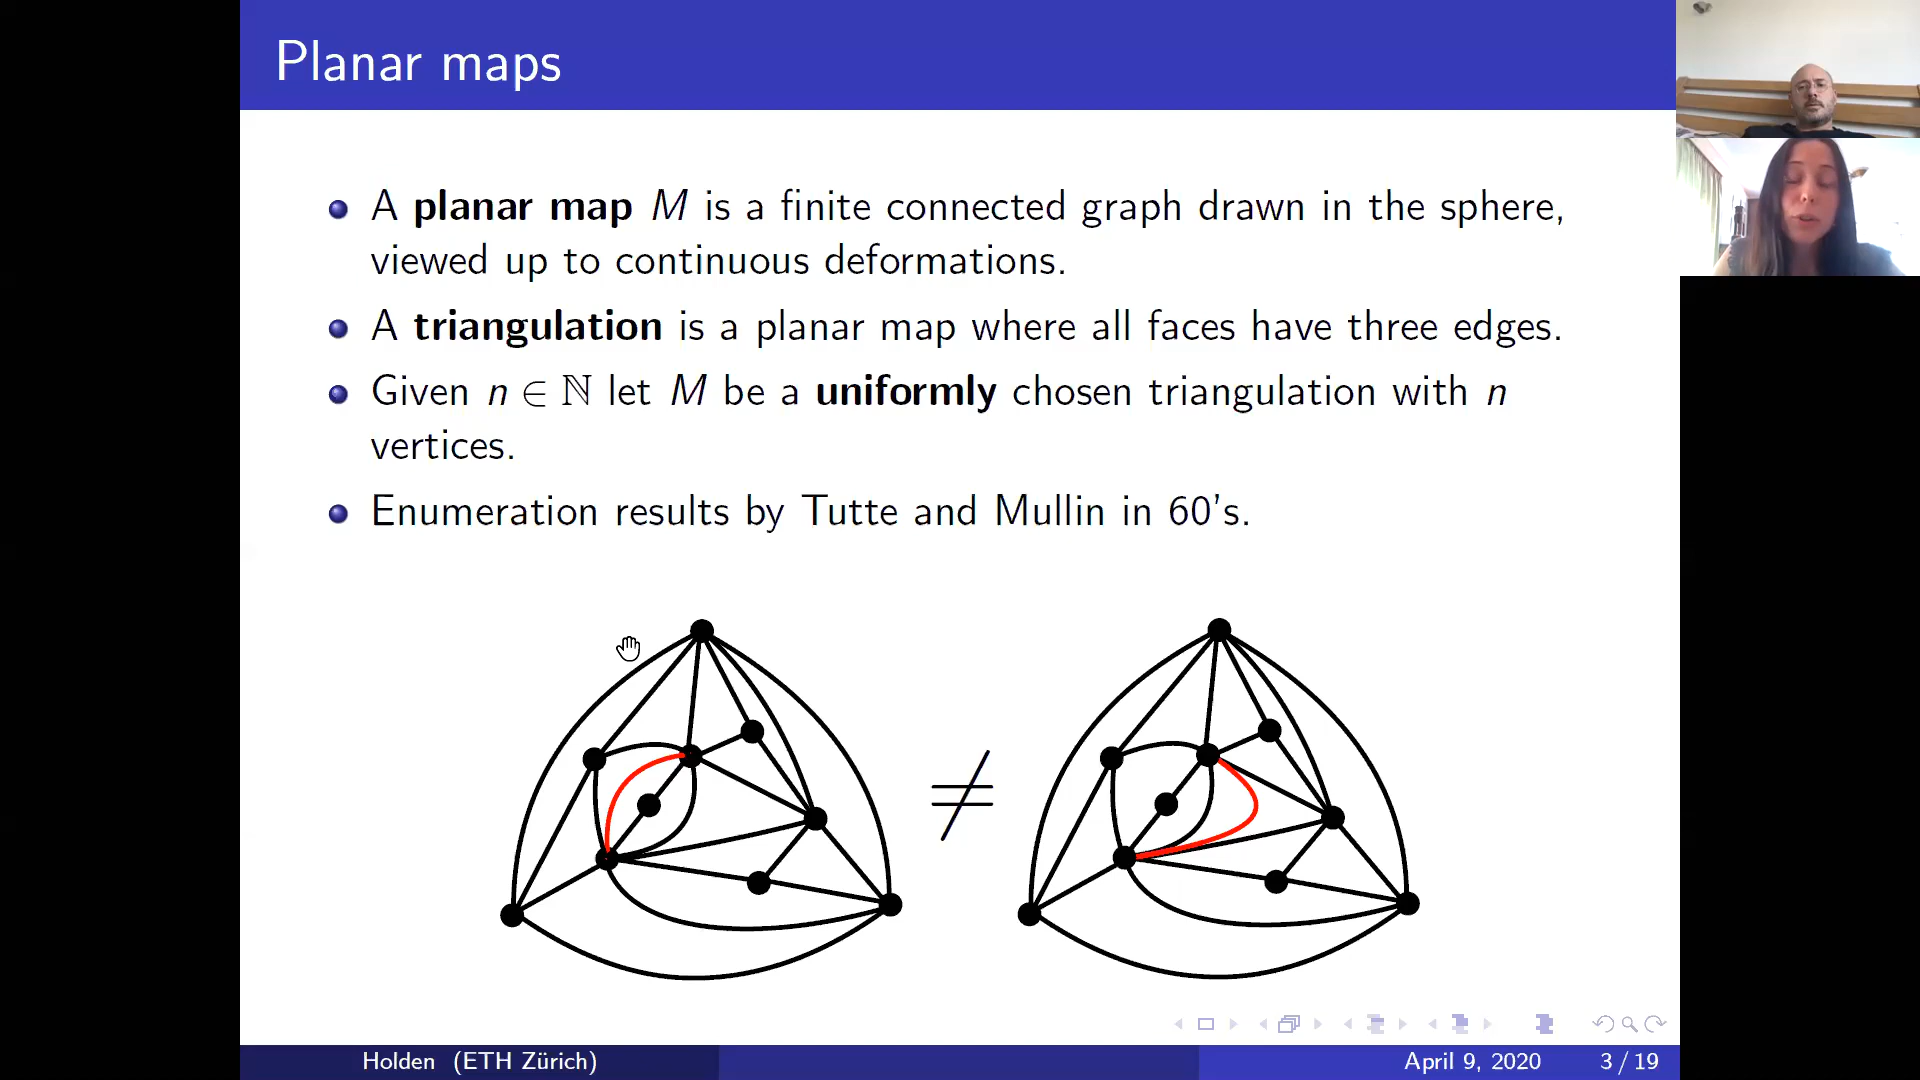 Planar maps
A planar map M is a finite connected graph drawn in the sphere,
viewed up to continuous deformations.
A triangulation is a planar map where all faces have three edges.
Given n ∈ ℕ let M be a uniformly chosen triangulation with n
vertices.
Enumeration results by Tutte and Mullin in 60's.
≠
Holden (ETH Zürich)
April 9, 2020
3 / 19